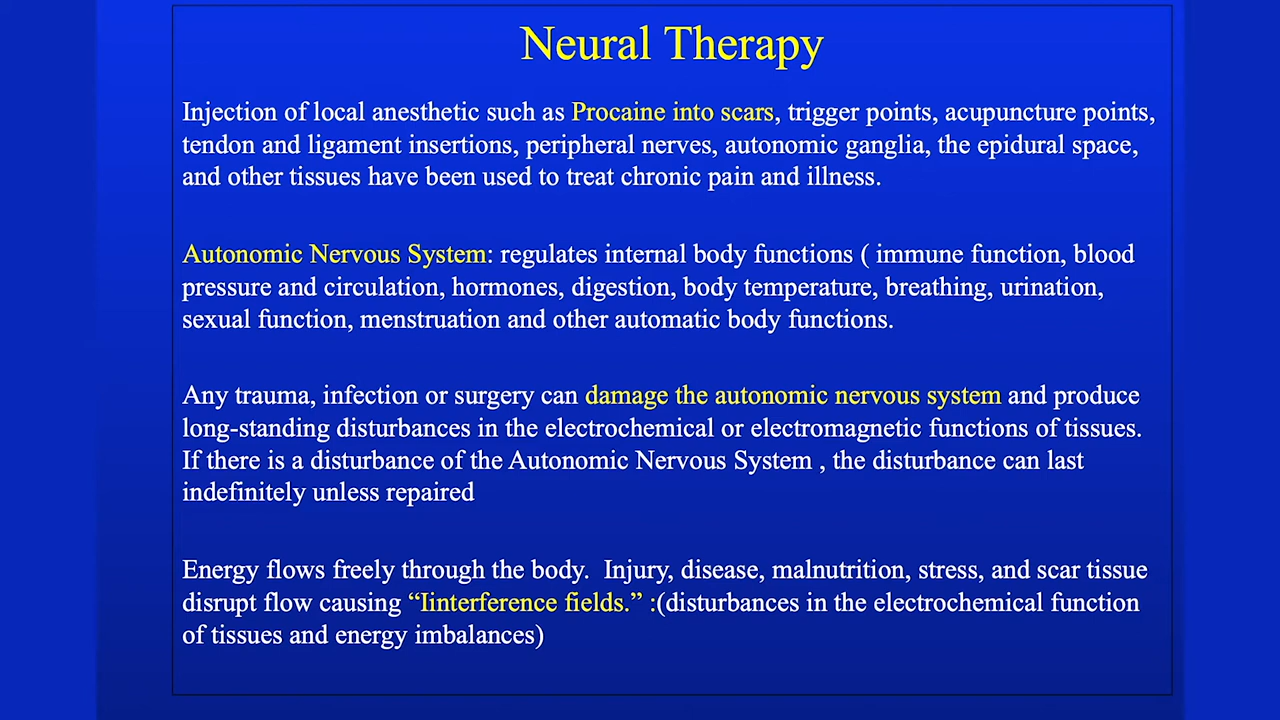 Neural Therapy
Injection of local anesthetic such as Procaine into scars, trigger points, acupuncture points,
tendon and ligament insertions, peripheral nerves, autonomic ganglia, the epidural space,
and other tissues have been used to treat chronic pain and illness.
Autonomic Nervous System: regulates internal body functions ( immune function, blood
pressure and circulation, hormones, digestion, body temperature, breathing, urination,
sexual function, menstruation and other automatic body functions.
Any trauma, infection or surgery can damage the autonomic nervous system and produce
long-standing disturbances in the electrochemical or electromagnetic functions of tissues.
If there is a disturbance of the Autonomic Nervous System , the disturbance can last
indefinitely unless repaired
Energy flows freely through the body.  Injury, disease, malnutrition, stress, and scar tissue
disrupt flow causing “Iinterference fields.” :(disturbances in the electrochemical function
of tissues and energy imbalances)